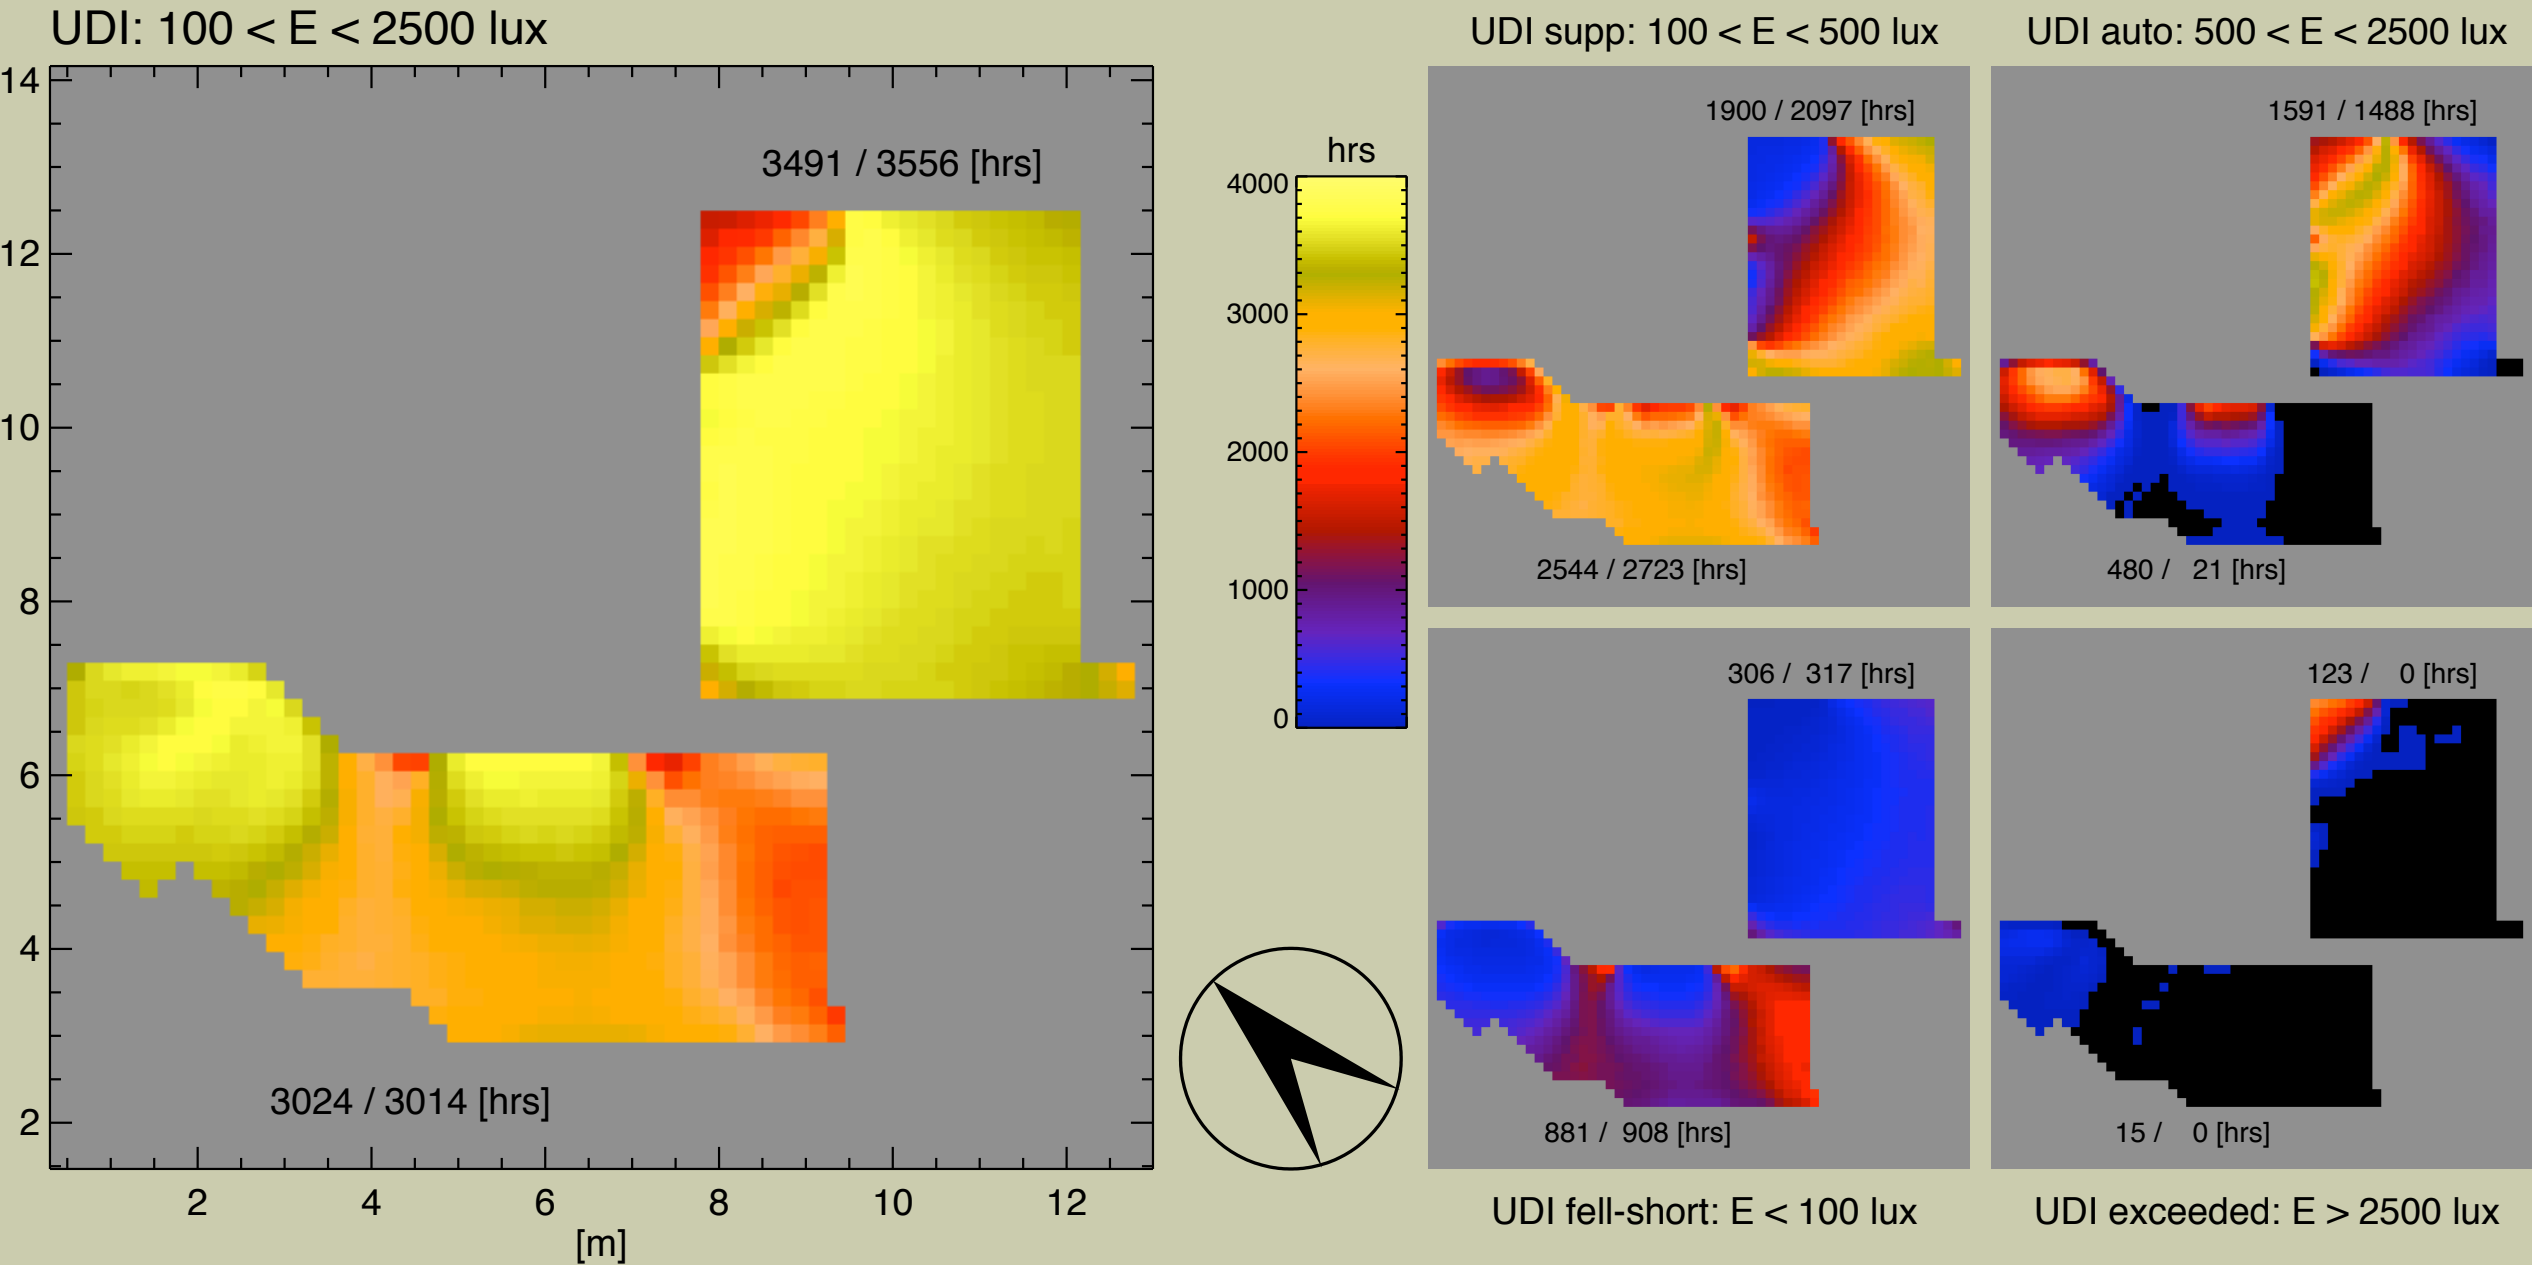 UDI: 100 < E < 2500 lux
14
12
10
8
6
4
2
2 4 6 8 10 12
[m]
3491 / 3556 [hrs]
3024 / 3014 [hrs]
hrs
4000
3000
2000
1000
0
UDI supp: 100 < E < 500 lux
1900 / 2097 [hrs]
2544 / 2723 [hrs]
UDI auto: 500 < E < 2500 lux
1591 / 1488 [hrs]
480 / 21 [hrs]
306 / 317 [hrs]
881 / 908 [hrs]
UDI fell-short: E < 100 lux
123 / 0 [hrs]
15 / 0 [hrs]
UDI exceeded: E > 2500 lux